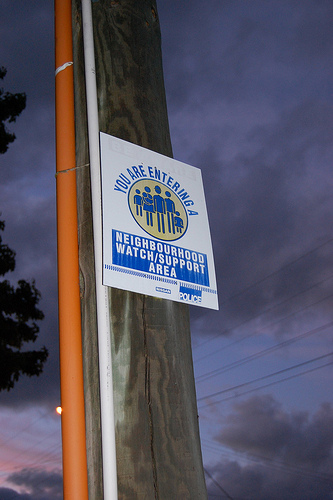 YOU ARE ENTERING A
NEIGHBOURHOOD
WATCH/SUPPORT
AREA
POLICE